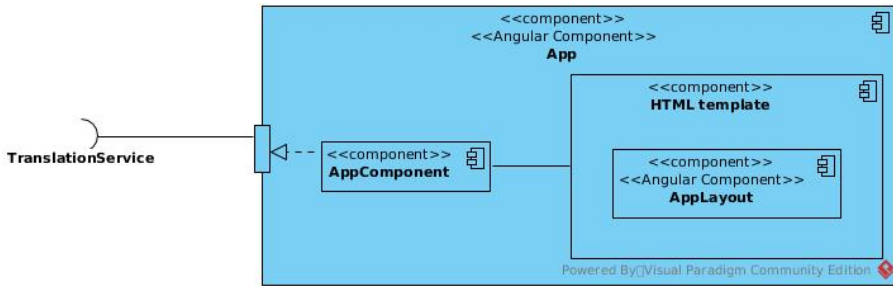 <<component>>
<<Angular Component>>
App
<<component>>
HTML template
TranslationService
<<component>>
AppComponent
<<component>>
<<Angular Component>>
AppLayout
Powered By Visual Paradigm Community Edition